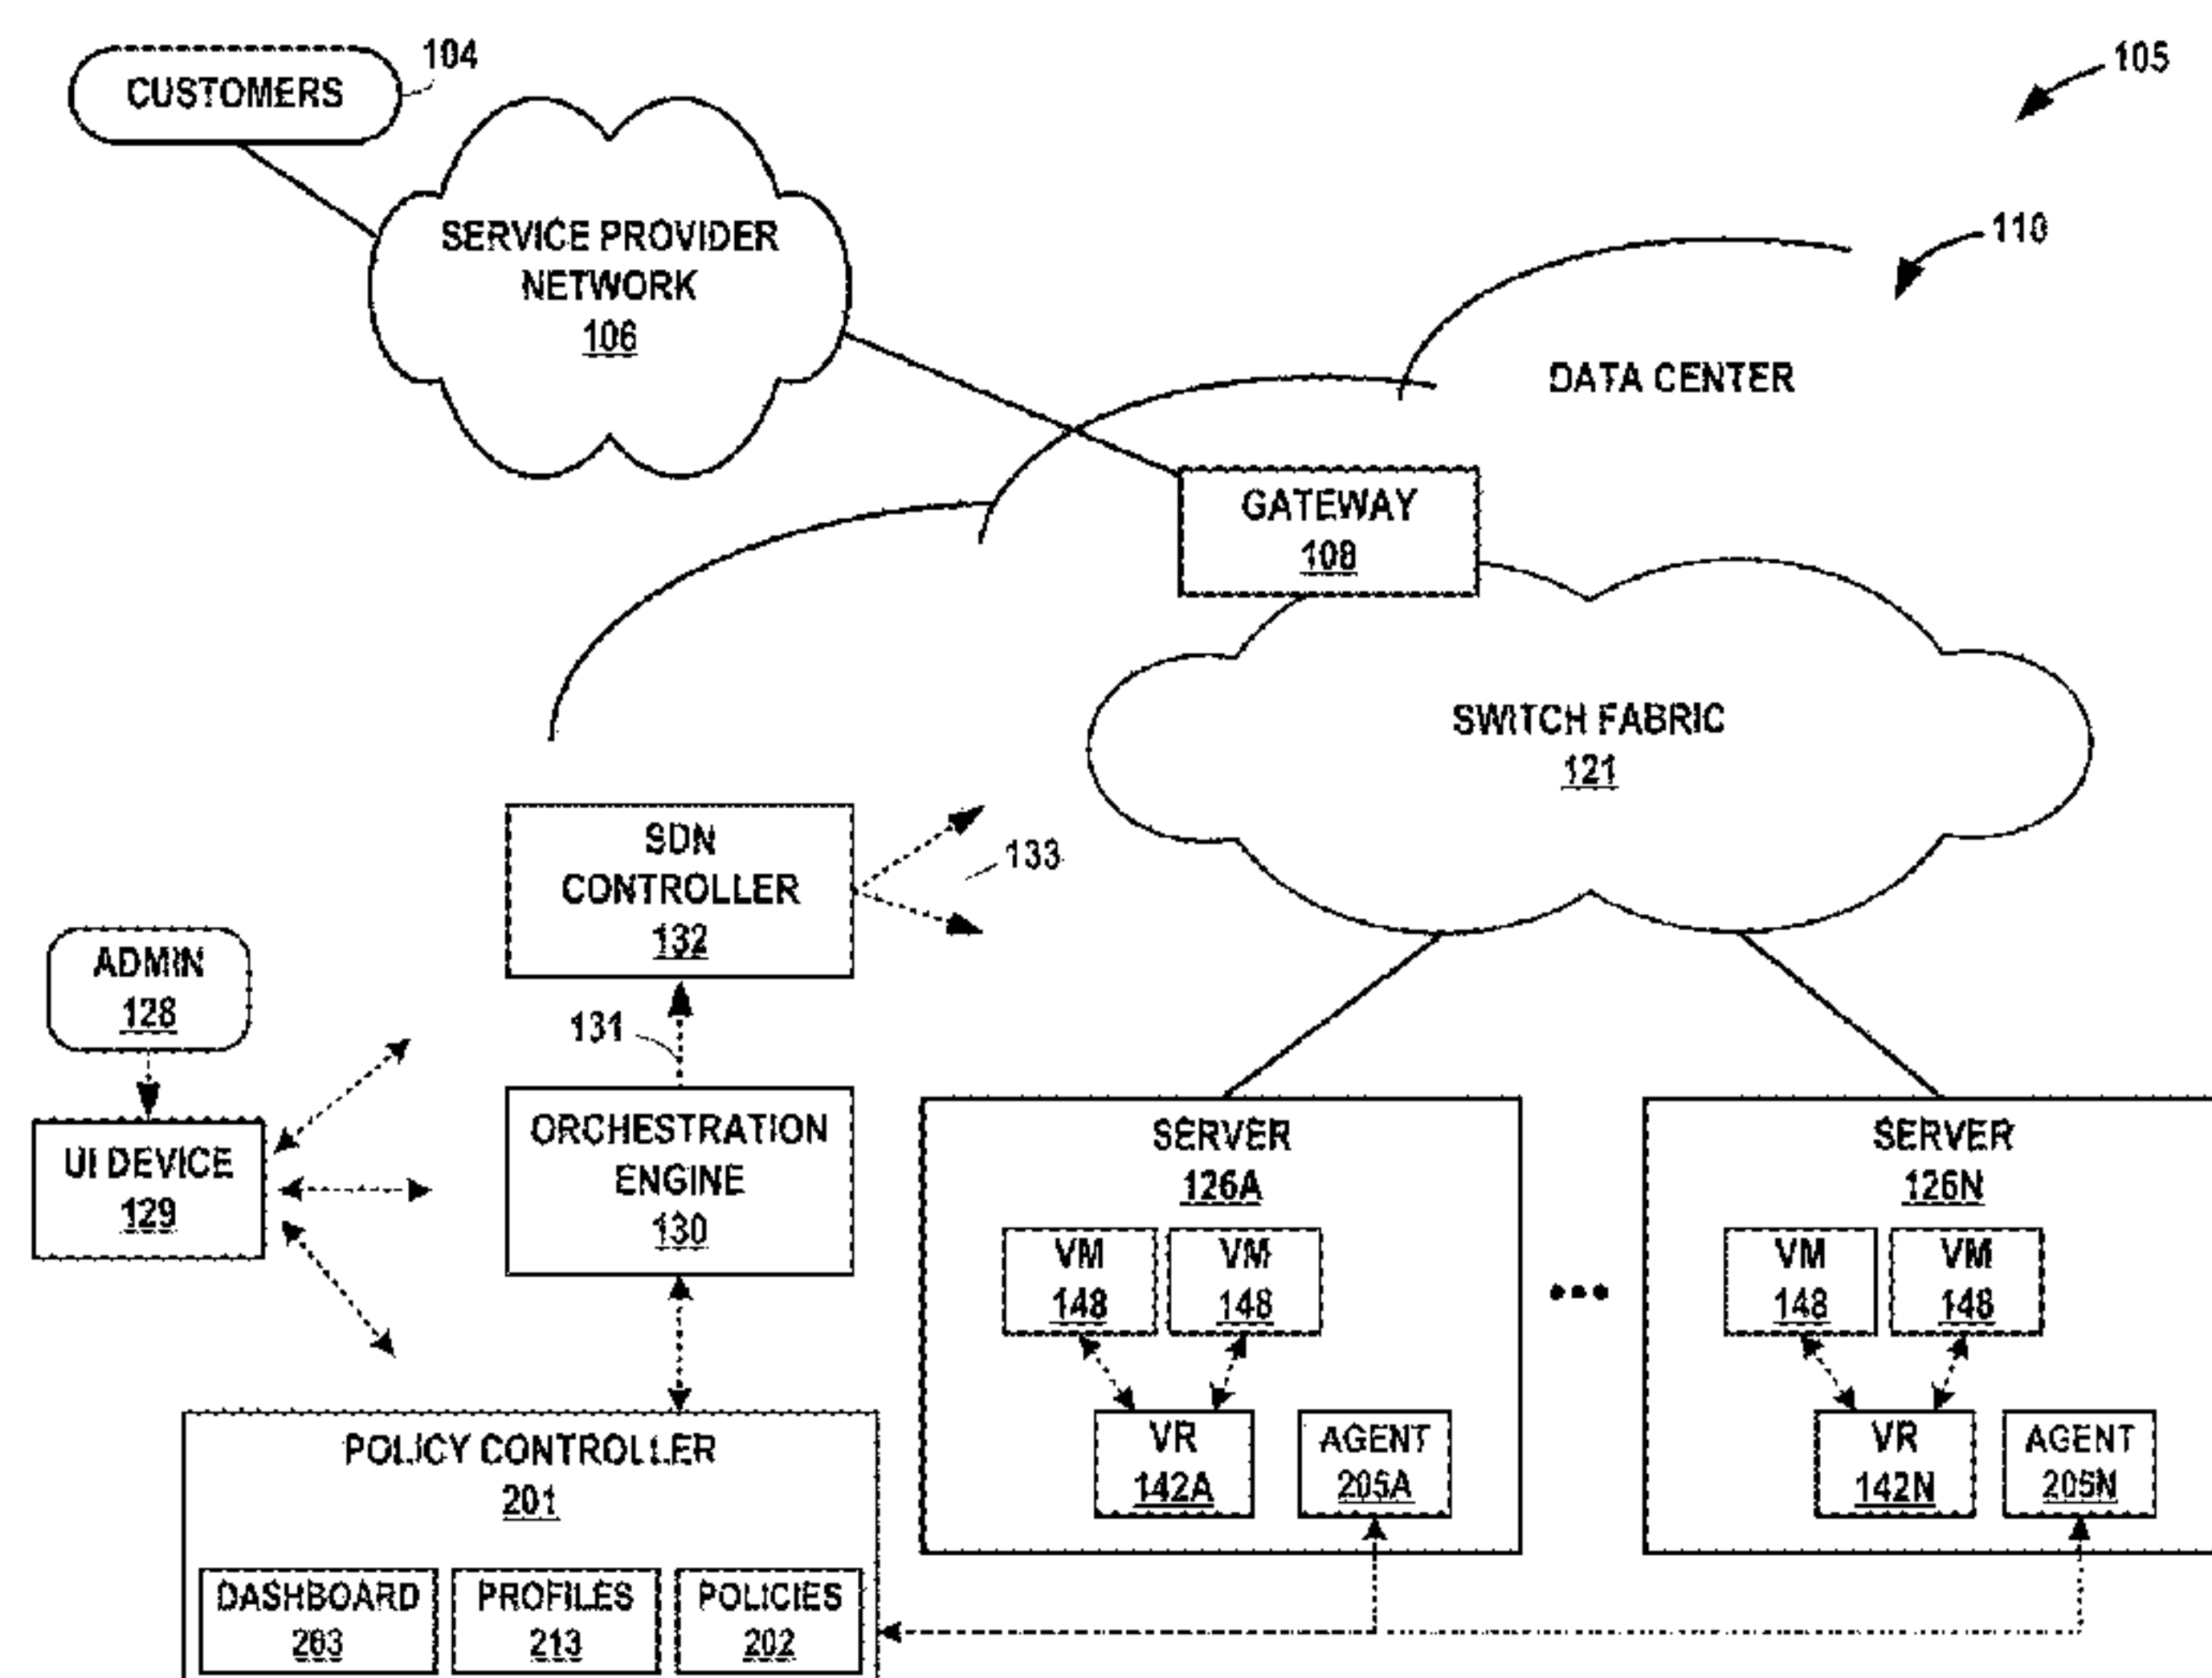 CUSTOMERS
104
105
SERVICE PROVIDER
NETWORK
106
110
DATA CENTER
GATEWAY
108
SWITCH FABRIC
121
SDN
CONTROLLER
132
133
ADMIN
128
131
UI DEVICE
129
ORCHESTRATION
ENGINE
130
SERVER
126A
VM
148
VM
148
VR
142A
AGENT
205A
SERVER
126N
VM
148
VM
148
VR
142N
AGENT
205N
POLICY CONTROLLER
201
DASHBOARD
203
PROFILES
213
POLICIES
202